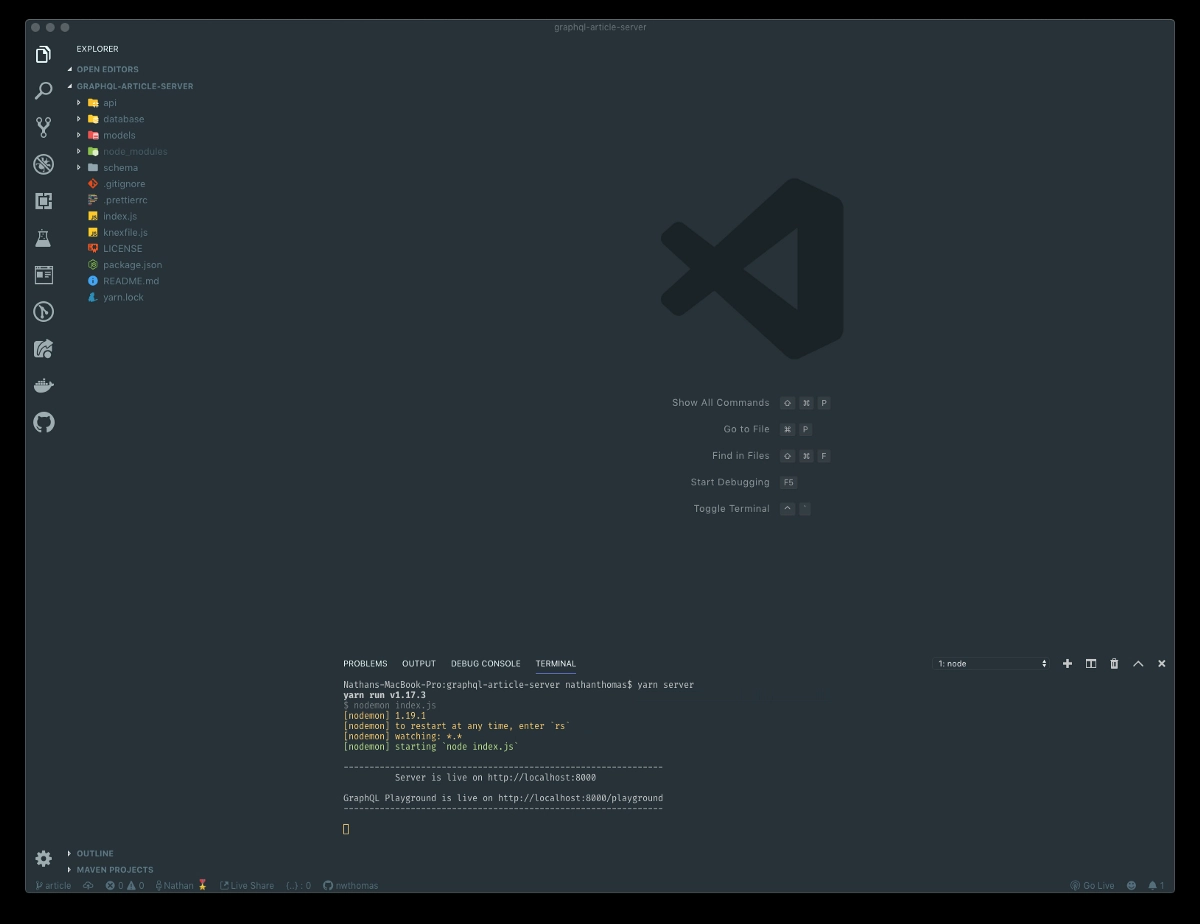 graphql-article-server
EXPLORER
OPEN EDITORS
GRAPHQL-ARTICLE-SERVER
api
database
models
node_modules
schema
.gitignore
.prettierrc
index.js
knexfile.js
LICENSE
package.json
README.md
yarn.lock
Show All Commands ⇧ ⌘ P
Go to File ⌘ P
Find in Files ⇧ ⌘ F
Start Debugging F5
Toggle Terminal ^ `
PROBLEMS OUTPUT DEBUG CONSOLE TERMINAL 1: node
Nathans-MacBook-Pro:graphql-article-server nathanthomas$ yarn server
yarn run v1.17.3
$ nodemon index.js
[nodemon] 1.19.1
[nodemon] to restart at any time, enter `rs`
[nodemon] watching: *.*
[nodemon] starting `node index.js`
--------------------------------------------------------------
Server is live on http://localhost:8000
GraphQL Playground is live on http://localhost:8000/playground
--------------------------------------------------------------
OUTLINE
MAVEN PROJECTS
article 0 0 Nathan Live Share {..} : 0 nwthomas Go Live 1